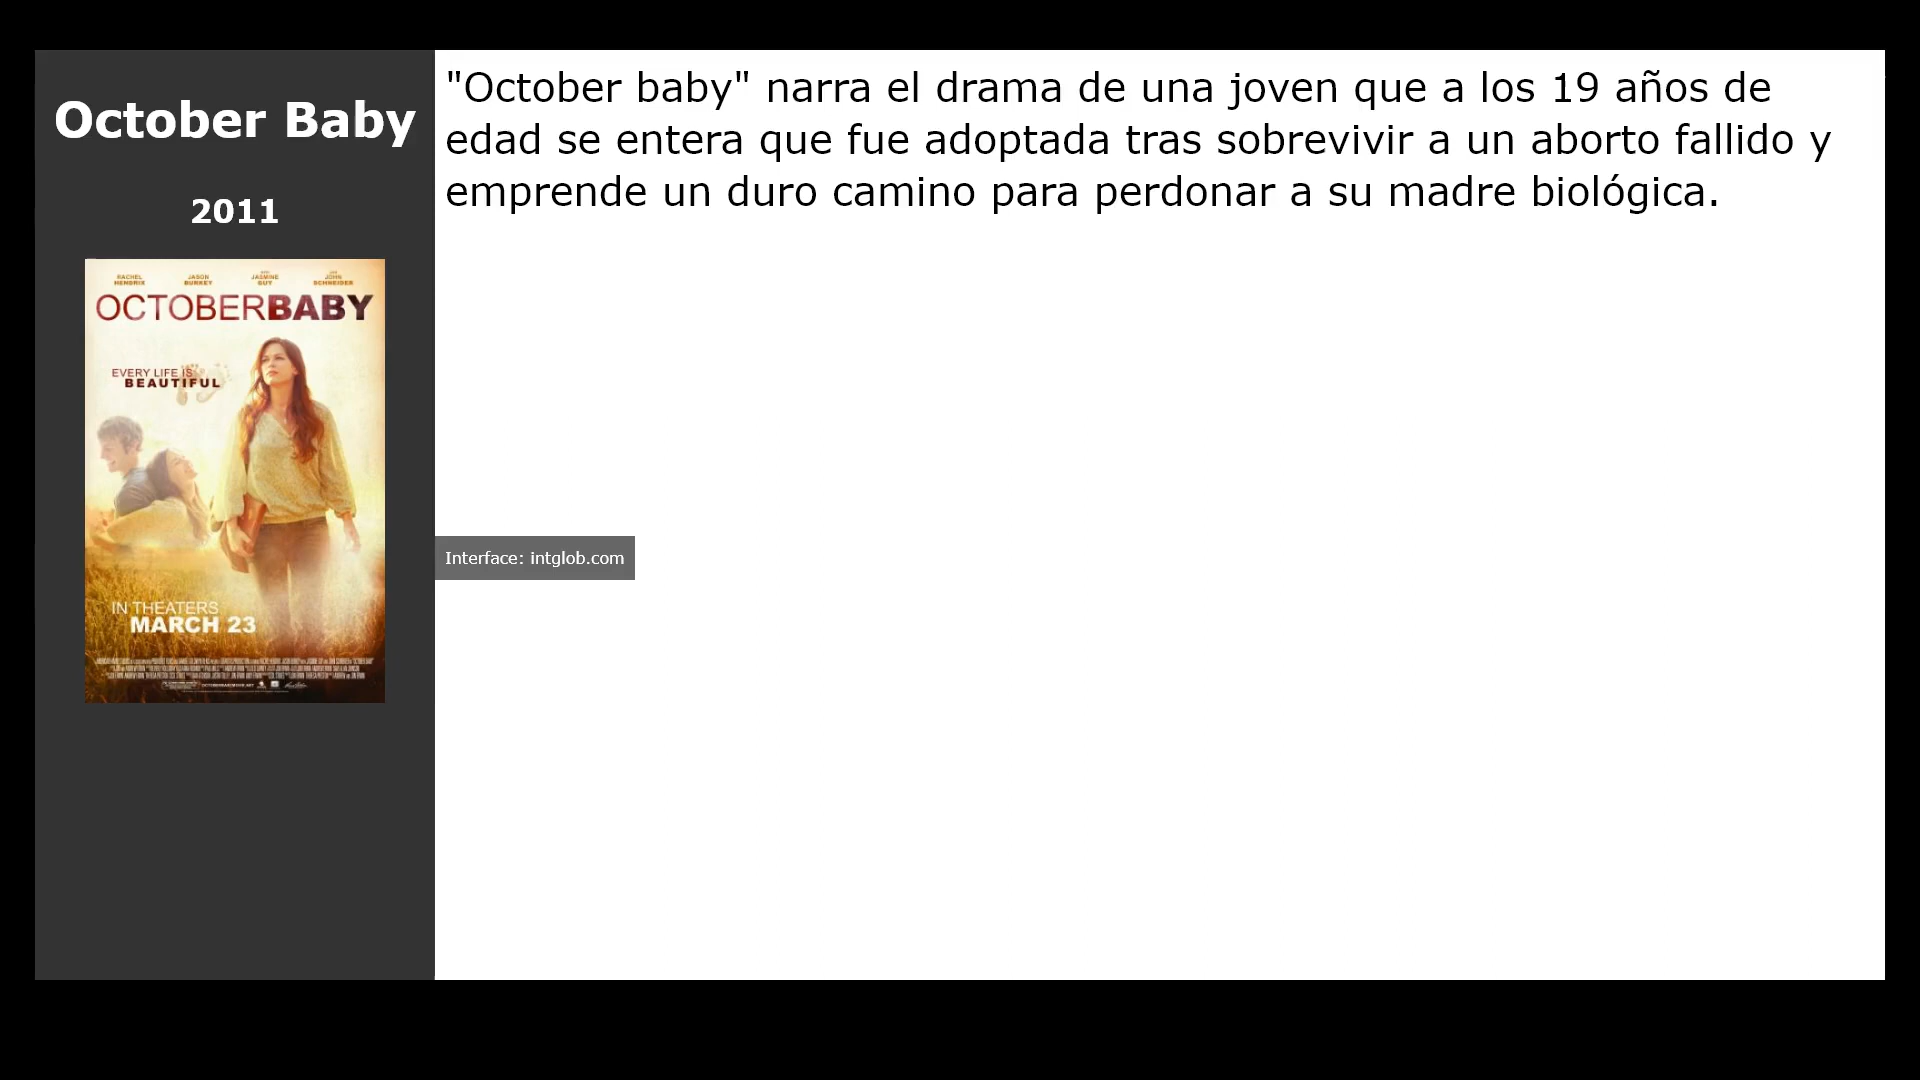 October Baby
2011
RACHEL HENDRIX
JASON BURKEY
JASMINE GUY
JOHN SCHNEIDER
OCTOBERBABY
EVERY LIFE IS
BEAUTIFUL
IN THEATERS
MARCH 23
"October baby" narra el drama de una joven que a los 19 años de
edad se entera que fue adoptada tras sobrevivir a un aborto fallido y
emprende un duro camino para perdonar a su madre biológica.
Interface: intglob.com